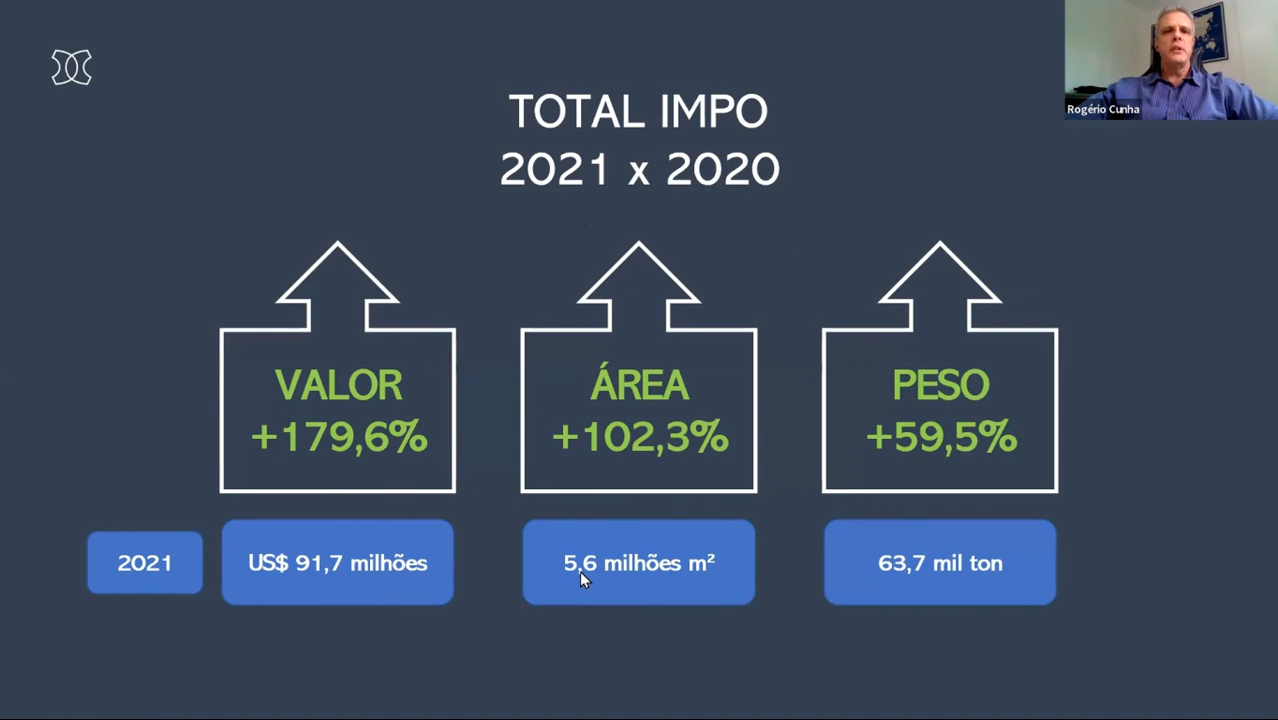 Rogério Cunha
TOTAL IMPO
2021 x 2020
VALOR
+179,6%
ÁREA
+102,3%
PESO
+59,5%
2021
US$ 91,7 milhões
5,6 milhões m²
63,7 mil ton